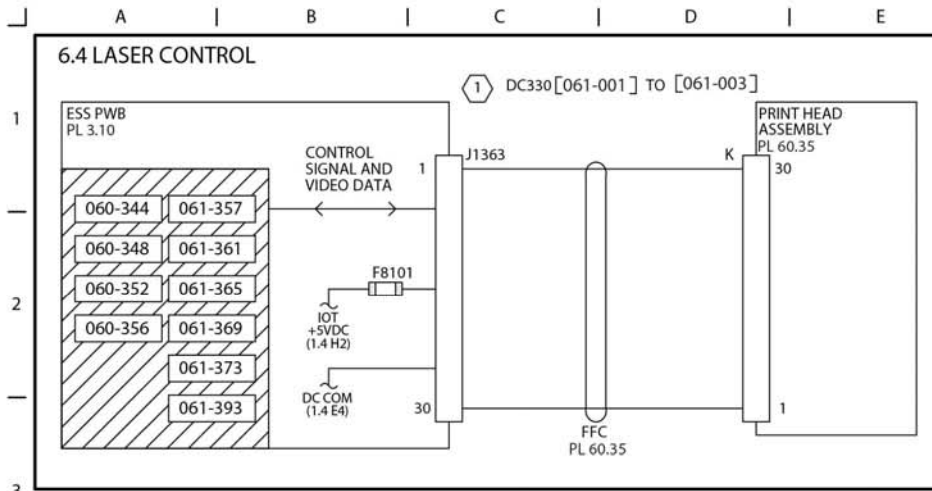 A B C D E
6.4 LASER CONTROL
1 DC330 [061-001] TO [061-003]
1
ESS PWB
PL 3.10
PRINT HEAD
ASSEMBLY
PL 60.35
CONTROL
SIGNAL AND
VIDEO DATA
1 J1363
K 30
060-344 061-357
060-348 061-361
060-352 061-365
060-356 061-369
061-373
061-393
2
F8101
IOT
+5VDC
(1.4 H2)
DC COM
(1.4 E4)
30
1
FFC
PL 60.35
3